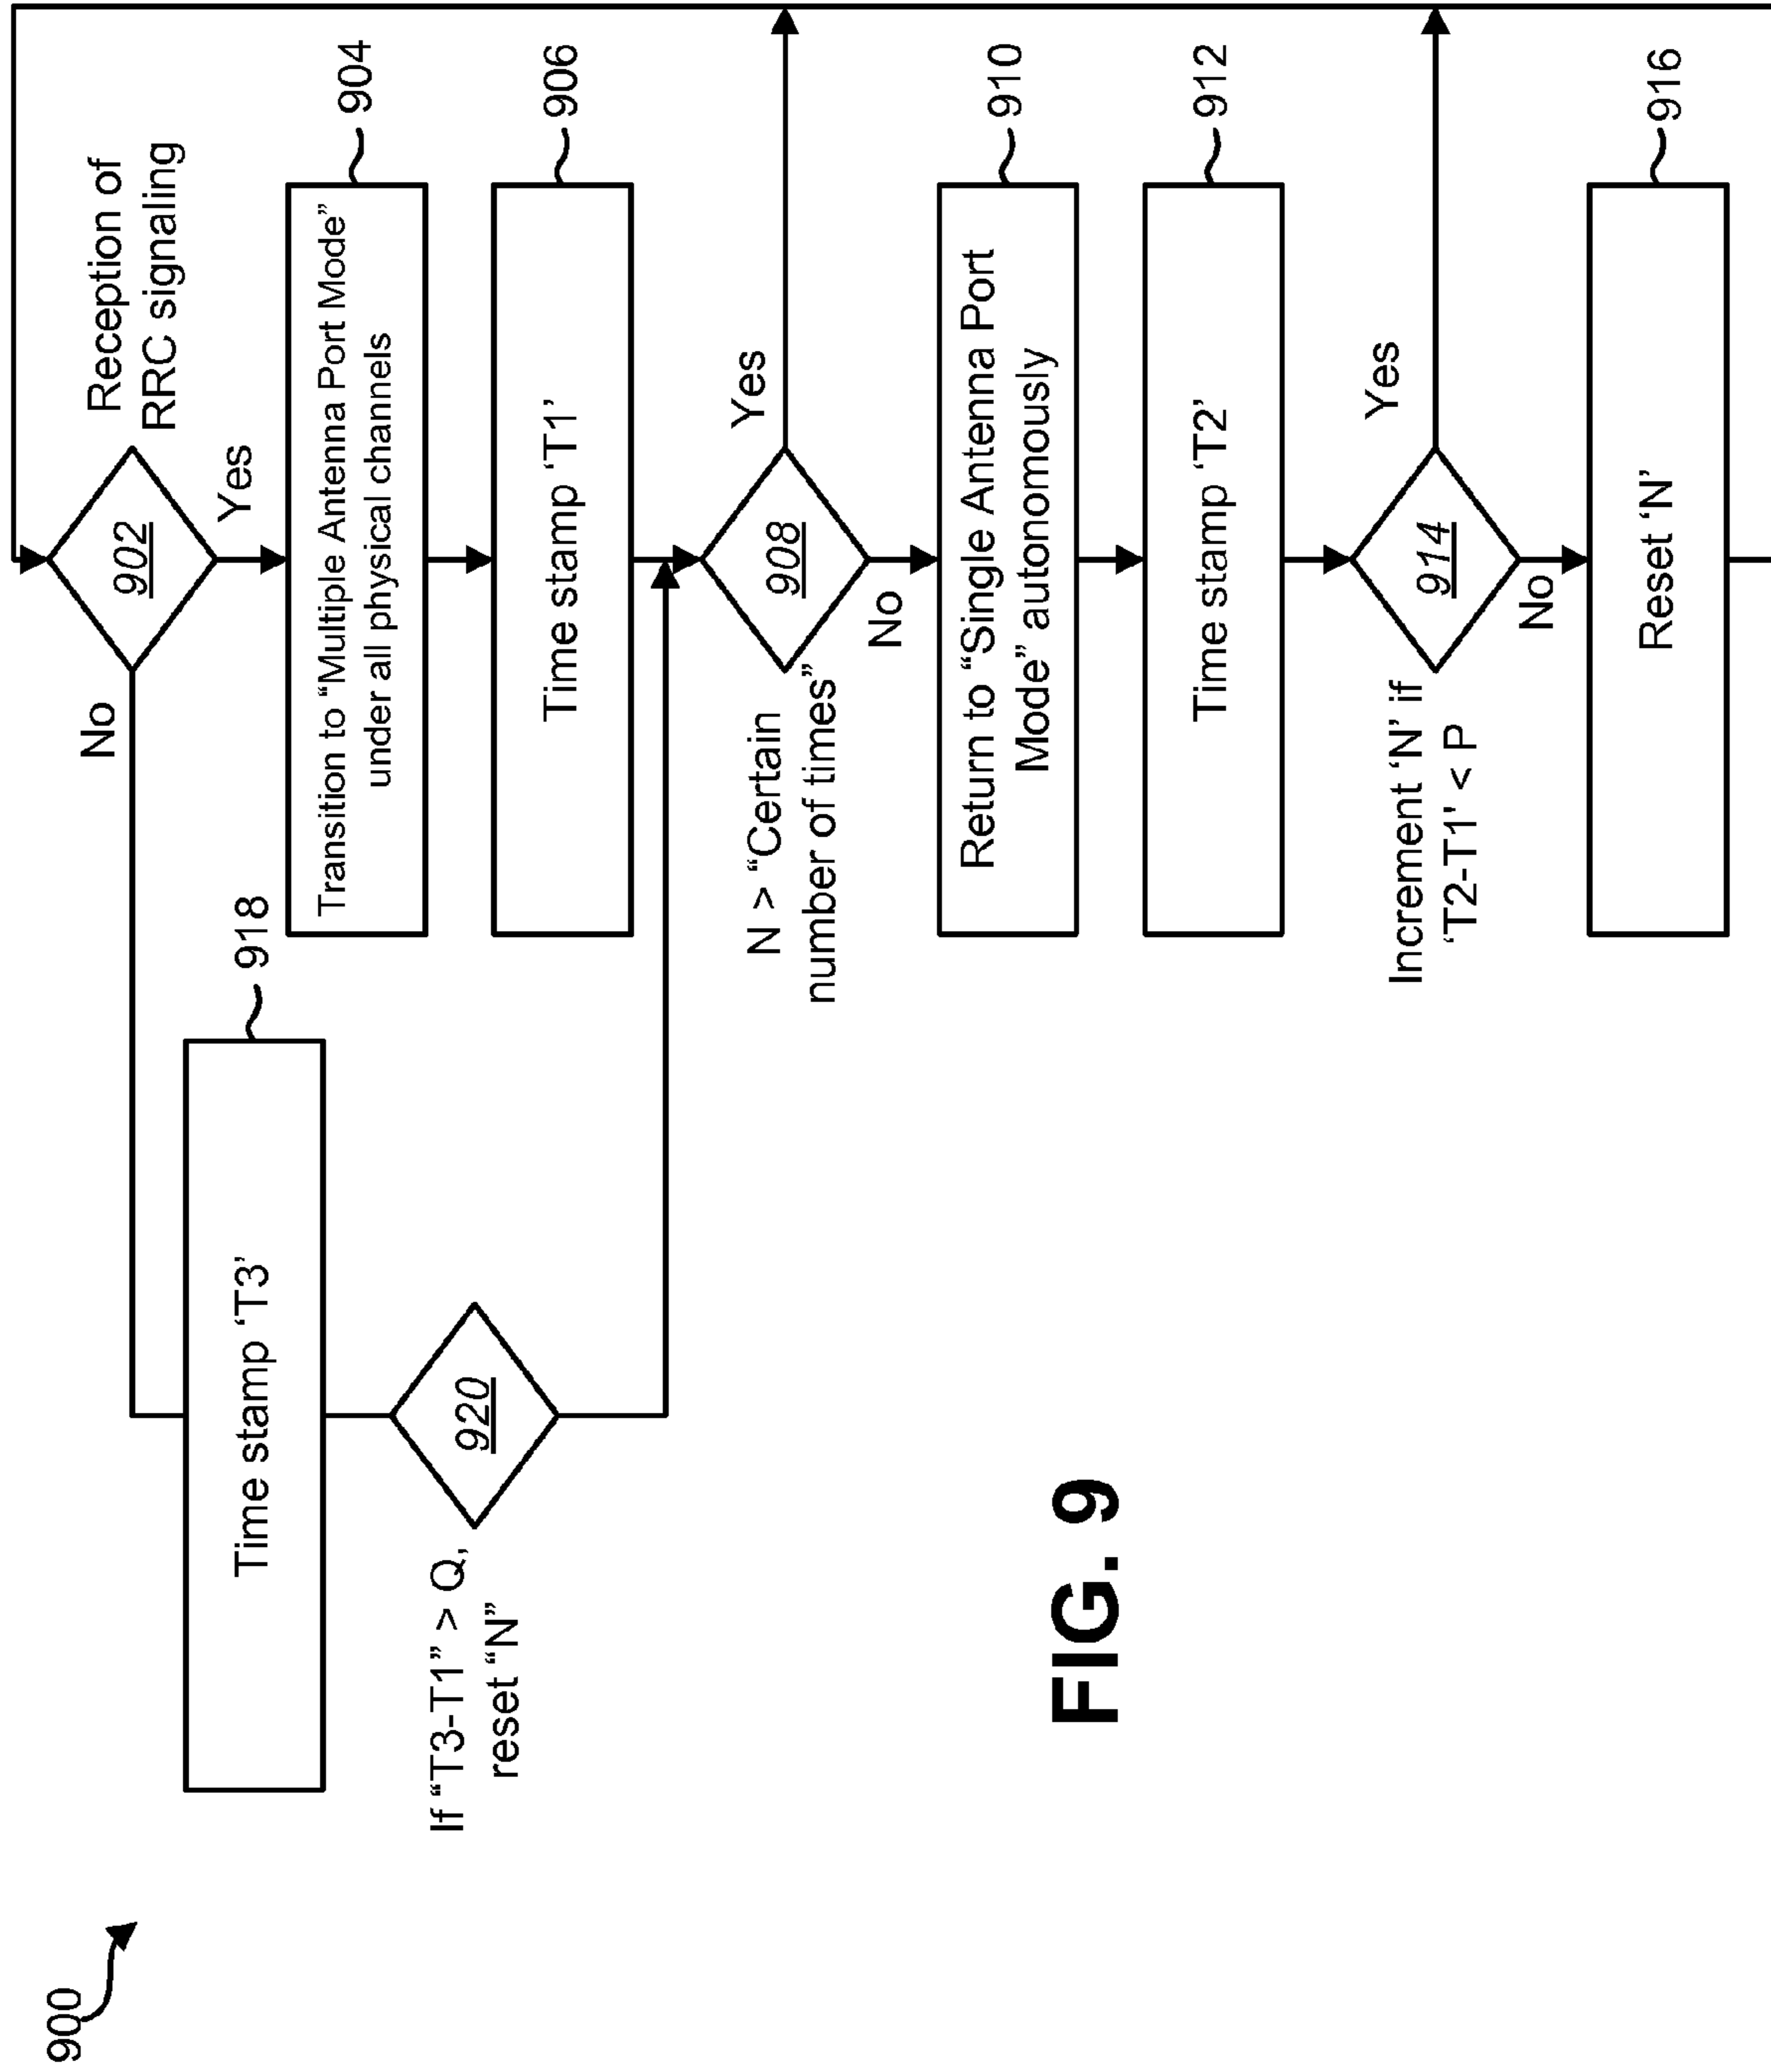 900
Reception of
RRC signaling
902
No
Yes
Transition to “Multiple Antenna Port Mode”
under all physical channels
904
Time stamp ‘T1’
906
Time stamp ‘T3’
918
If “T3-T1” > Q,
reset “N”
920
N > “Certain
number of times”
908
Yes
No
Return to “Single Antenna Port
Mode” autonomously
910
Time stamp ‘T2’
912
Increment ‘N’ if
‘T2-T1' < P
914
Yes
No
Reset ‘N’
916
FIG. 9